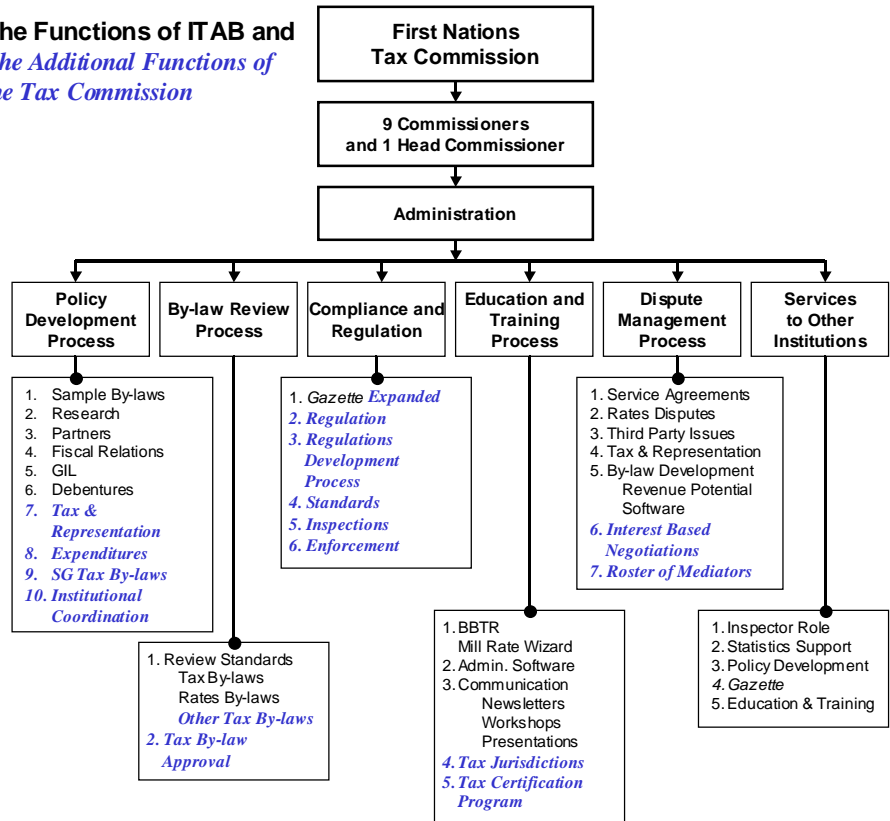 he Functions of ITAB and
he Additional Functions of
he Tax Commission
First Nations
Tax Commission
9 Commissioners
and 1 Head Commissioner
Administration
Policy
Development
Process
By-law Review
Process
Compliance and
Regulation
Education and
Training
Process
Dispute
Management
Process
Services
to Other
Institutions
1. Sample By-laws
2. Research
3. Partners
4. Fiscal Relations
5. GIL
6. Debentures
7. Tax &
Representation
8. Expenditures
9. SG Tax By-laws
10. Institutional
Coordination
1. Review Standards
Tax By-laws
Rates By-laws
Other Tax By-laws
2. Tax By-law
Approval
1. Gazette Expanded
2. Regulation
3. Regulations
Development
Process
4. Standards
5. Inspections
6. Enforcement
1. BBTR
Mill Rate Wizard
2. Admin. Software
3. Communication
Newsletters
Workshops
Presentations
4. Tax Jurisdictions
5. Tax Certification
Program
1. Service Agreements
2. Rates Disputes
3. Third Party Issues
4. Tax & Representation
5. By-law Development
Revenue Potential
Software
6. Interest Based
Negotiations
7. Roster of Mediators
1. Inspector Role
2. Statistics Support
3. Policy Development
4. Gazette
5. Education & Training